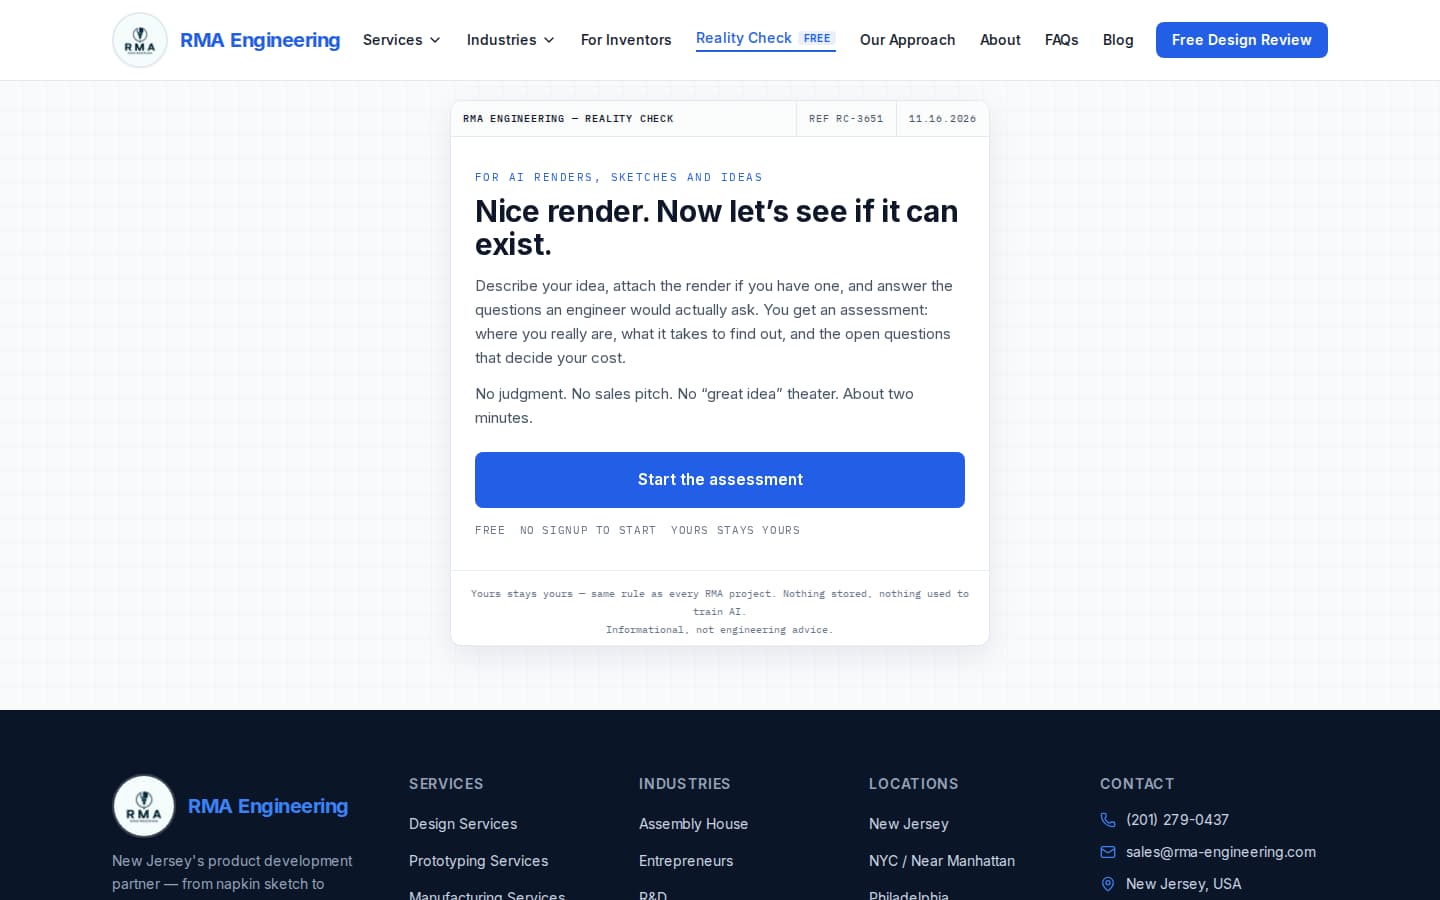 RMA
RMA Engineering
Services
Industries
For Inventors
Reality Check FREE
Our Approach
About
FAQs
Blog
Free Design Review
RMA ENGINEERING — REALITY CHECK
REF RC-3651
11.16.2026
FOR AI RENDERS, SKETCHES AND IDEAS
Nice render. Now let’s see if it can
exist.
Describe your idea, attach the render if you have one, and answer the
questions an engineer would actually ask. You get an assessment:
where you really are, what it takes to find out, and the open questions
that decide your cost.
No judgment. No sales pitch. No “great idea” theater. About two
minutes.
Start the assessment
FREE NO SIGNUP TO START YOURS STAYS YOURS
Yours stays yours — same rule as every RMA project. Nothing stored, nothing used to
train AI.
Informational, not engineering advice.
RMA
RMA Engineering
New Jersey's product development
partner — from napkin sketch to
SERVICES
Design Services
Prototyping Services
Manufacturing Services
INDUSTRIES
Assembly House
Entrepreneurs
R&D
LOCATIONS
New Jersey
NYC / Near Manhattan
Philadelphia
CONTACT
(201) 279-0437
sales@rma-engineering.com
New Jersey, USA